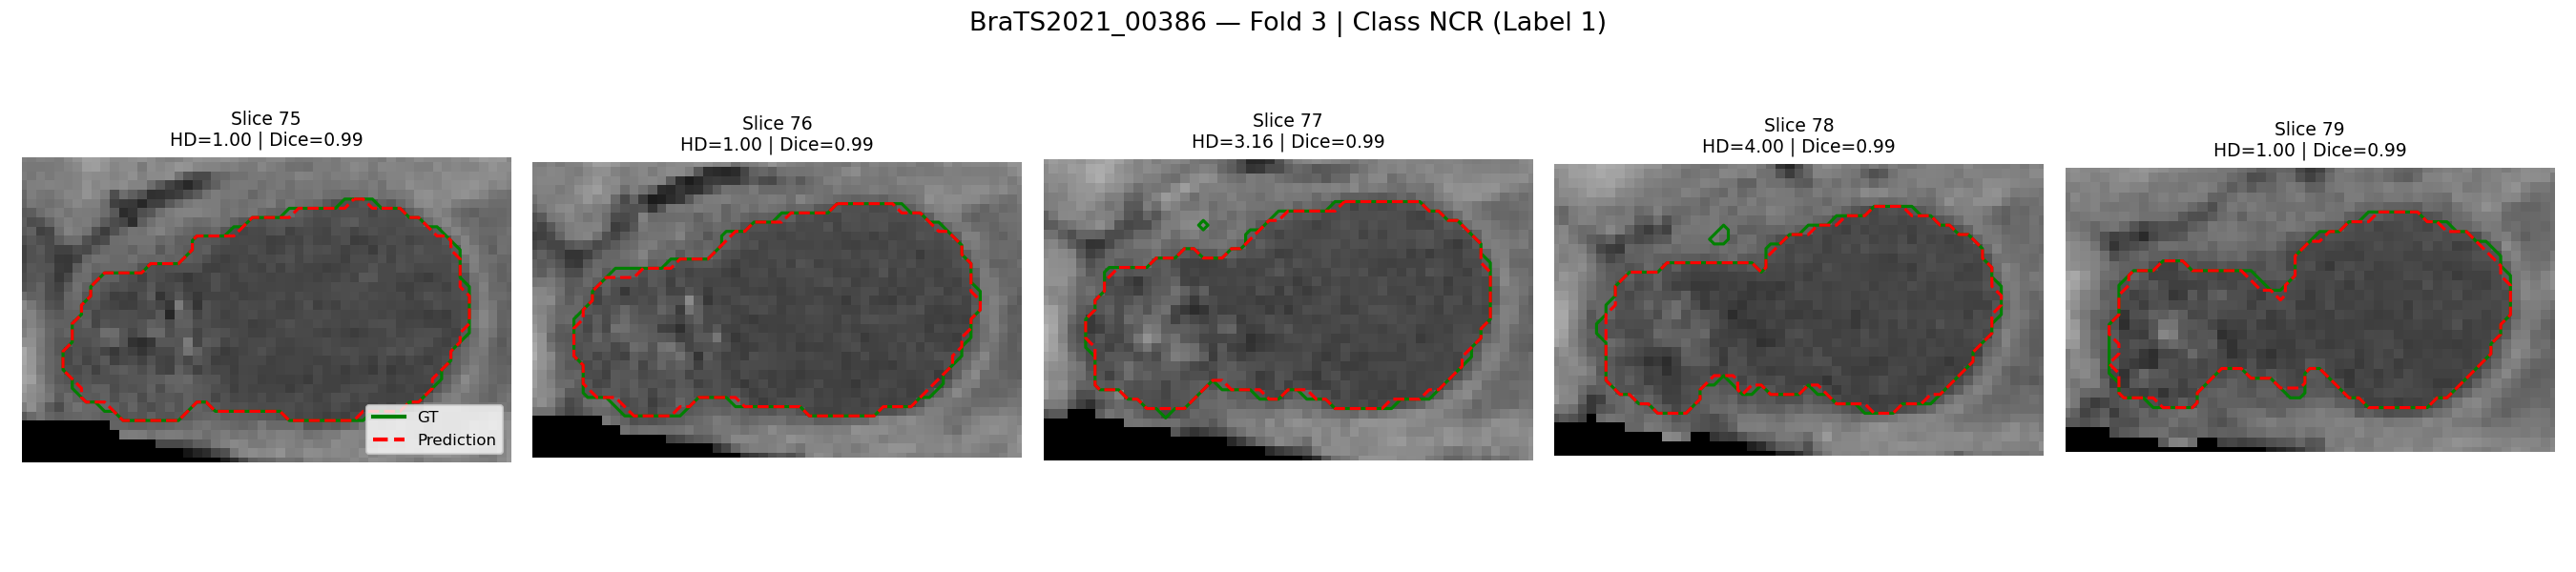 BraTS2021_00386 — Fold 3 | Class NCR (Label 1)
Slice 75
HD=1.00 | Dice=0.99
Slice 76
HD=1.00 | Dice=0.99
Slice 77
HD=3.16 | Dice=0.99
Slice 78
HD=4.00 | Dice=0.99
Slice 79
HD=1.00 | Dice=0.99
GT
Prediction